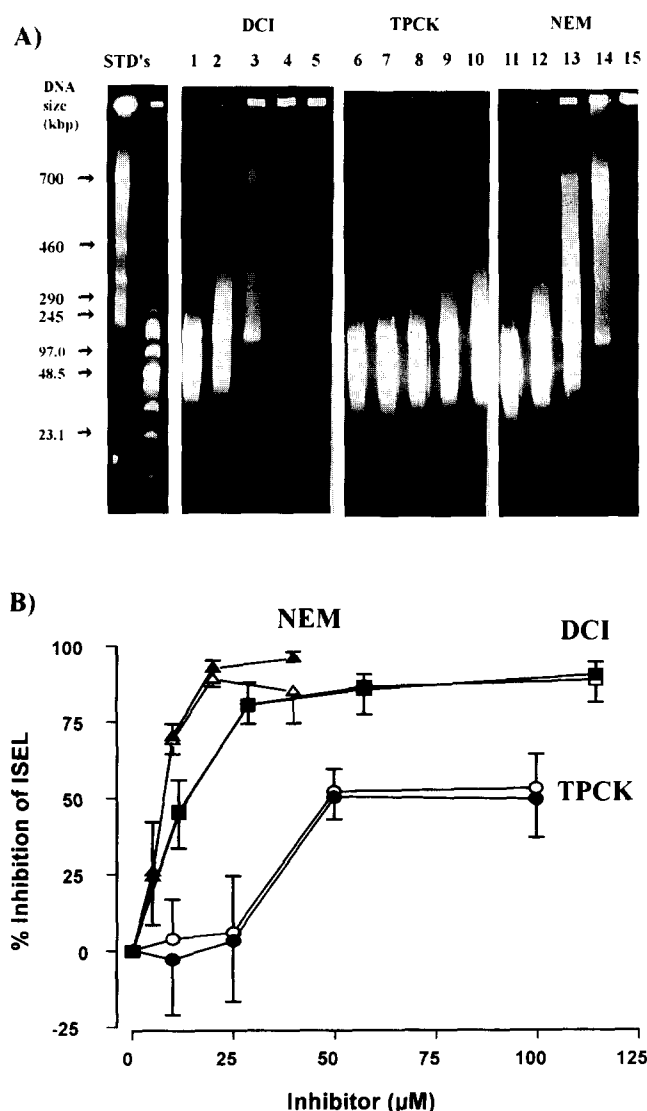 A)
DCI TPCK NEM
STD's 1 2 3 4 5 6 7 8 9 10 11 12 13 14 15
DNA
size
(kbp)
700 →
460 →
290 →
245 →
97.0 →
48.5 →
23.1 →
B)
NEM
DCI
TPCK
% Inhibition of ISEL
100
75
50
25
0
-25
0 25 50 75 100 125
Inhibitor (µM)